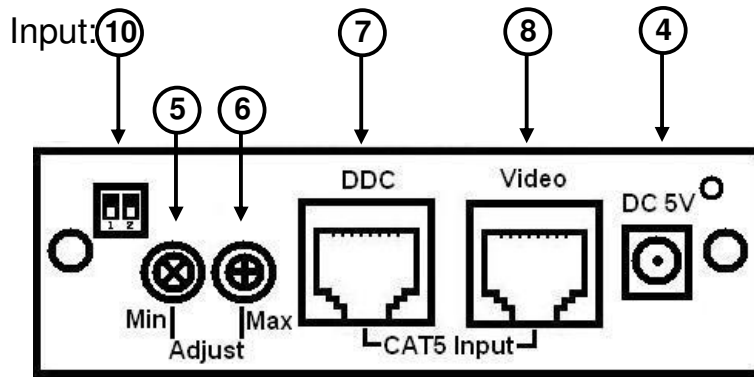 Input: 10 7 8 4
5 6
DDC Video
DC 5V
1 2
Min Max
Adjust CAT5 Input